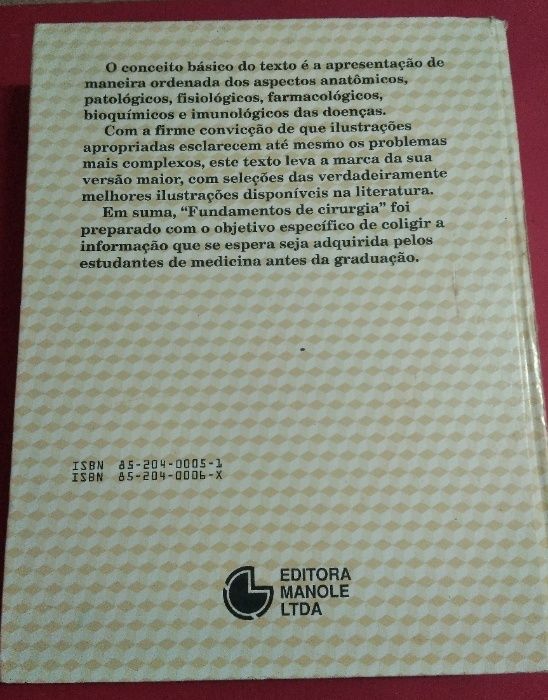 O conceito básico do texto é a apresentação de
maneira ordenada dos aspectos anatômicos,
patológicos, fisiológicos, farmacológicos,
bioquímicos e imunológicos das doenças.
Com a firme convicção de que ilustrações
apropriadas esclarecem até mesmo os problemas
mais complexos, este texto leva a marca da sua
versão maior, com seleções das verdadeiramente
melhores ilustrações disponíveis na literatura.
Em suma, "Fundamentos de cirurgia" foi
preparado com o objetivo específico de coligir a
informação que se espera seja adquirida pelos
estudantes de medicina antes da graduação.
ISBN 85-204-0005-1
ISBN 85-204-0006-X
EDITORA
MANOLE
LTDA